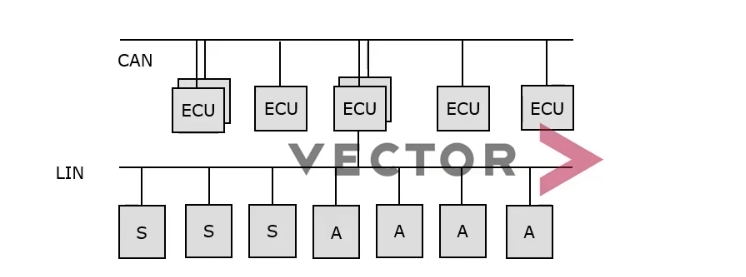 CAN
ECU ECU ECU ECU ECU
VECTOR
LIN
S S S A A A A